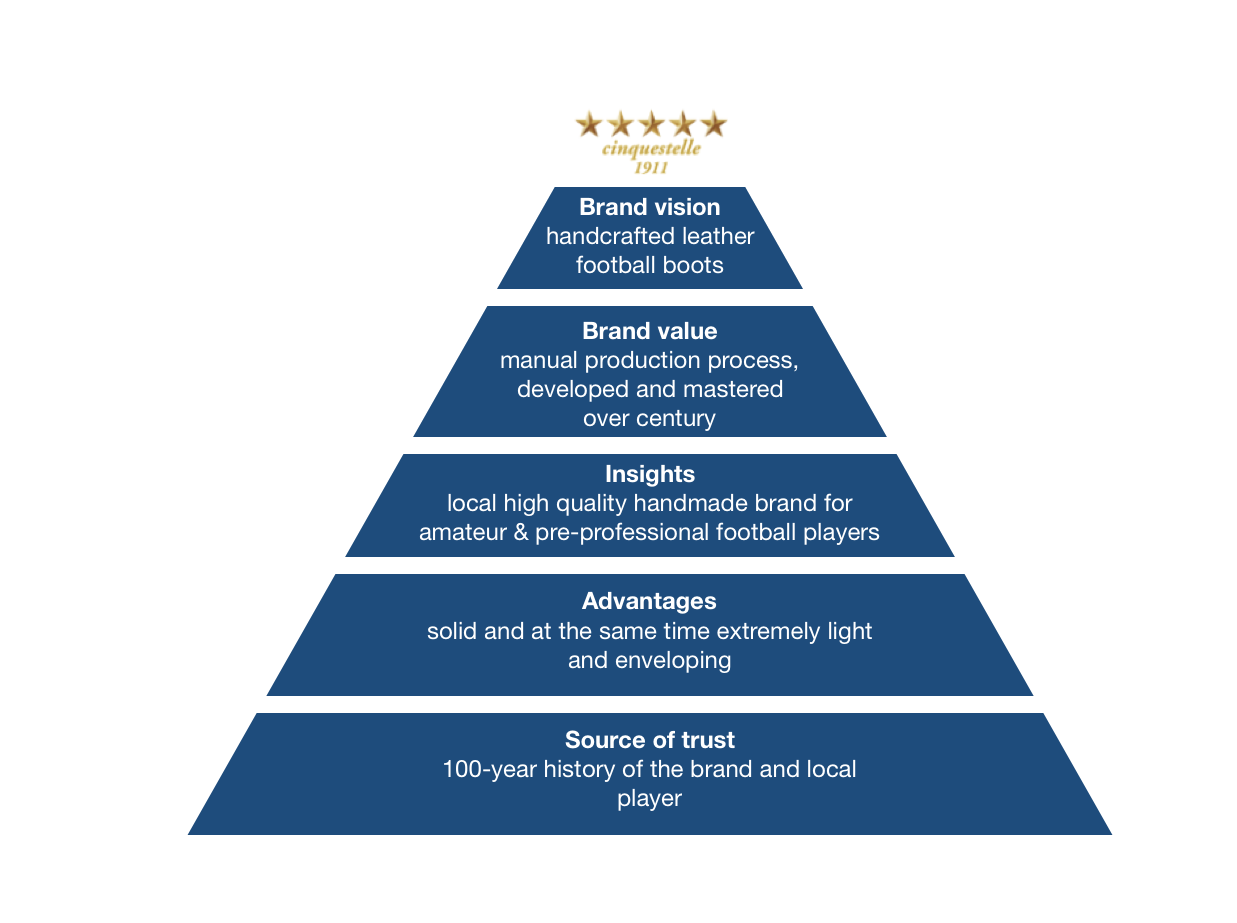 cinquestelle
1911
Brand vision
handcrafted leather
football boots
Brand value
manual production process,
developed and mastered
over century
Insights
local high quality handmade brand for
amateur & pre-professional football players
Advantages
solid and at the same time extremely light
and enveloping
Source of trust
100-year history of the brand and local
player